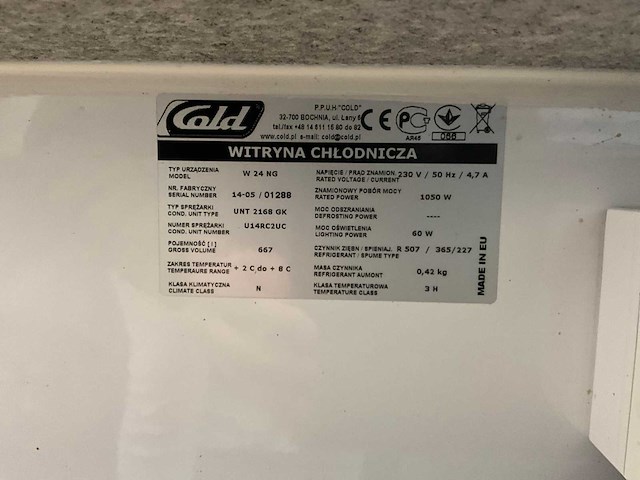 Cold
P.P.U.H "COLD"
32-700 BOCHNIA, ul. Łany 6
tel./fax +48 14 611 16 80 do 82
www.cold.pl e-mail: cold@cold.pl
CE
AR46
066
WITRYNA CHŁODNICZA
TYP URZĄDZENIA
MODEL
W 24 NG
NR. FABRYCZNY
SERIAL NUMBER
14-05 / 01288
TYP SPRĘŻARKI
COND. UNIT TYPE
UNT 2168 GK
NUMER SPRĘŻARKI
COND. UNIT NUMBER
U14RC2UC
POJEMNOŚĆ [l]
GROSS VOLUME
667
ZAKRES TEMPERATUR
TEMPERAURE RANGE
+ 2 C do + 8 C
KLASA KLIMATYCZNA
CLIMATE CLASS
N
NAPIĘCIE / PRĄD ZNAMION.
RATED VOLTAGE / CURRENT
230 V / 50 Hz / 4,7 A
ZNAMIONOWY POBÓR MOCY
RATED POWER
1050 W
MOC ODSZRANIANIA
DEFROSTING POWER
----
MOC OŚWIETLENIA
LIGHTING POWER
60 W
CZYNNIK ZIĘBN / SPIENIAJ.
REFRIGERANT / SPUME TYPE
R 507 / 365/227
MASA CZYNNIKA
REFRIGERANT AUMONT
0,42 kg
KLASA TEMPERATUROWA
TEMPERATURE CLASS
3 H
MADE IN EU